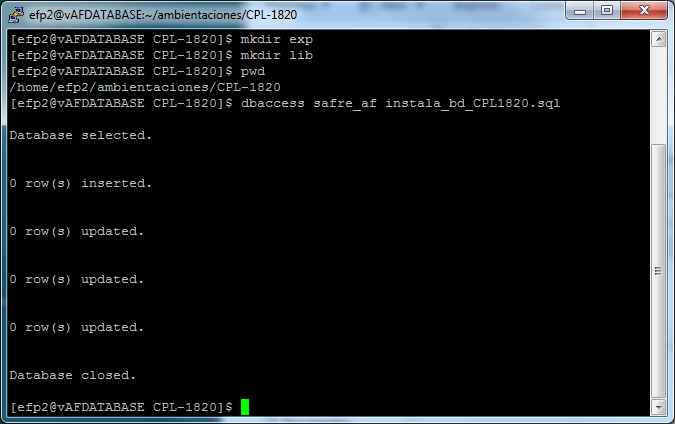 efp2@vAFDATABASE:~/ambientaciones/CPL-1820
[efp2@vAFDATABASE CPL-1820]$ mkdir exp
[efp2@vAFDATABASE CPL-1820]$ mkdir lib
[efp2@vAFDATABASE CPL-1820]$ pwd
/home/efp2/ambientaciones/CPL-1820
[efp2@vAFDATABASE CPL-1820]$ dbaccess safre_af instala_bd_CPL1820.sql
Database selected.
0 row(s) inserted.
0 row(s) updated.
0 row(s) updated.
0 row(s) updated.
Database closed.
[efp2@vAFDATABASE CPL-1820]$